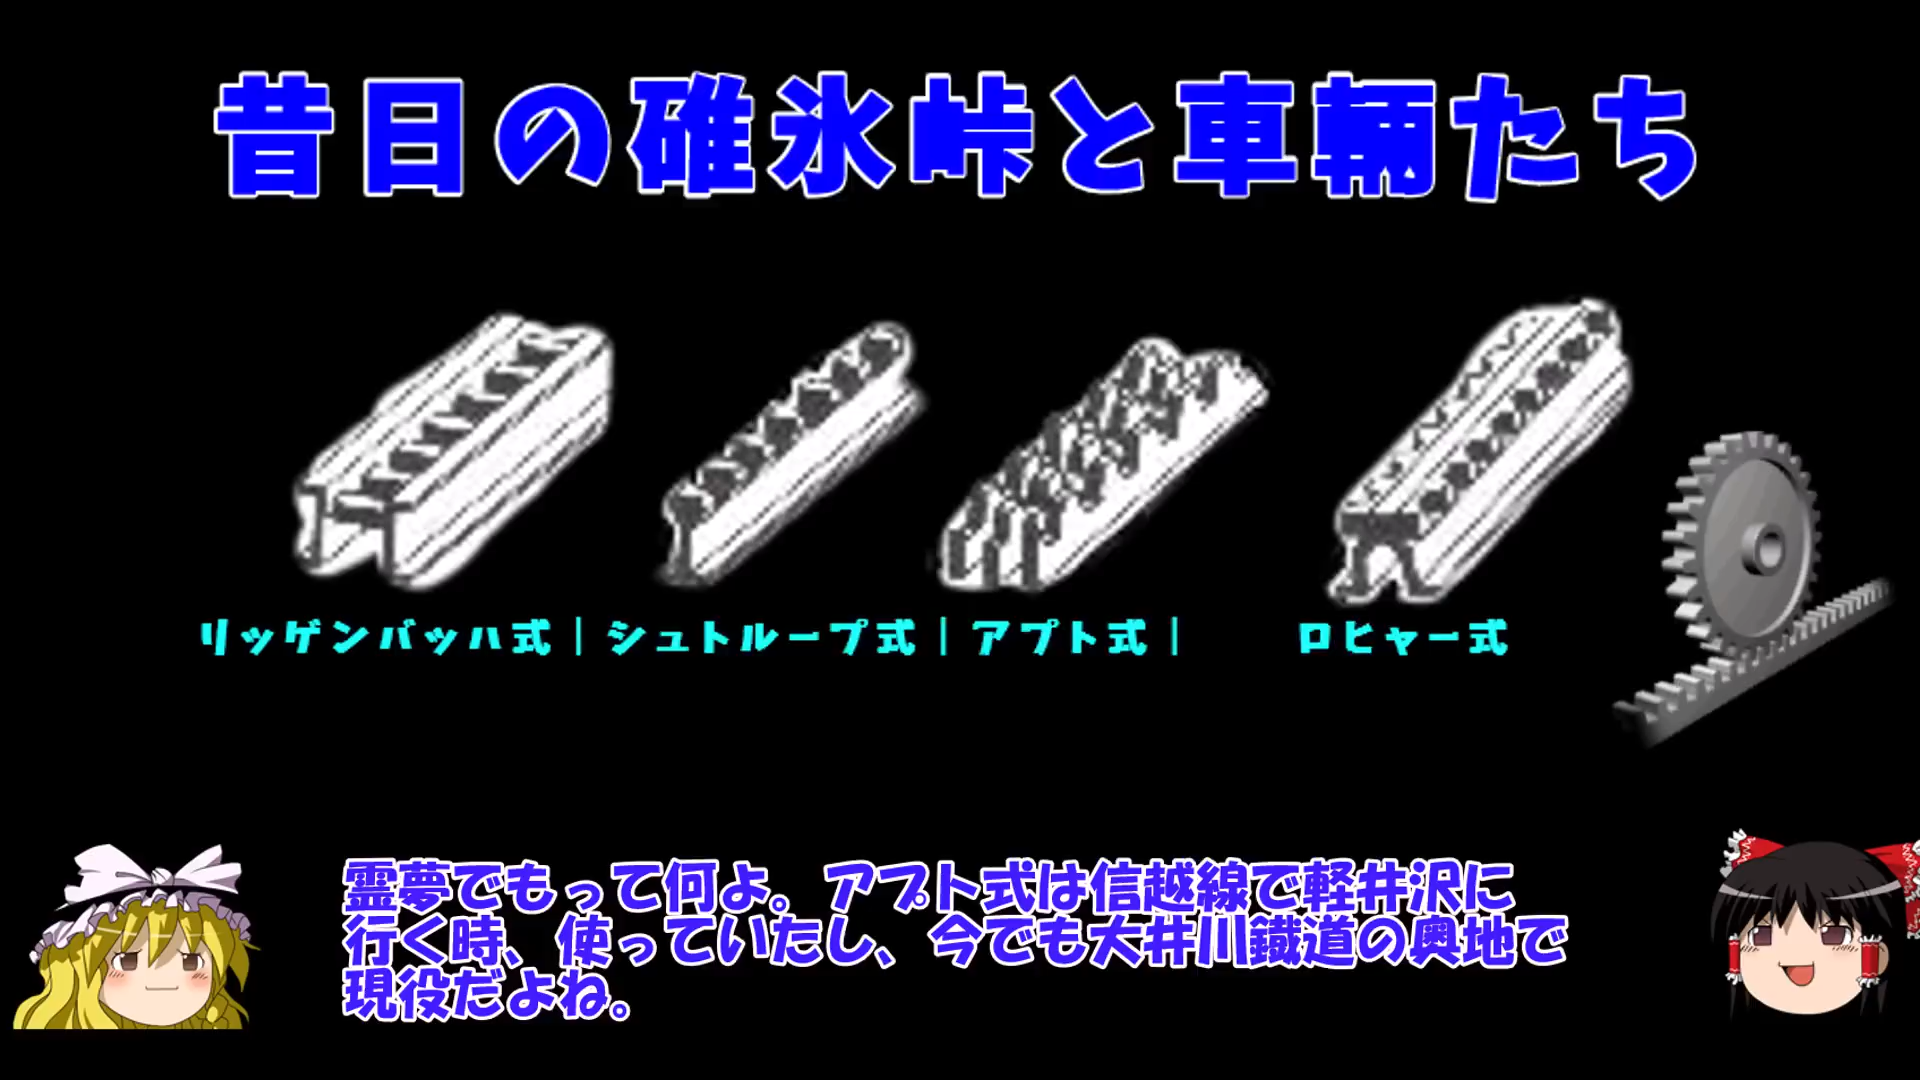 昔日の碓氷峠と車輌たち
リッゲンバッハ式｜シュトループ式｜アプト式｜　ロヒャー式
霊夢でもって何よ。アプト式は信越線で軽井沢に
行く時、使っていたし、今でも大井川鐵道の奥地で
現役だよね。